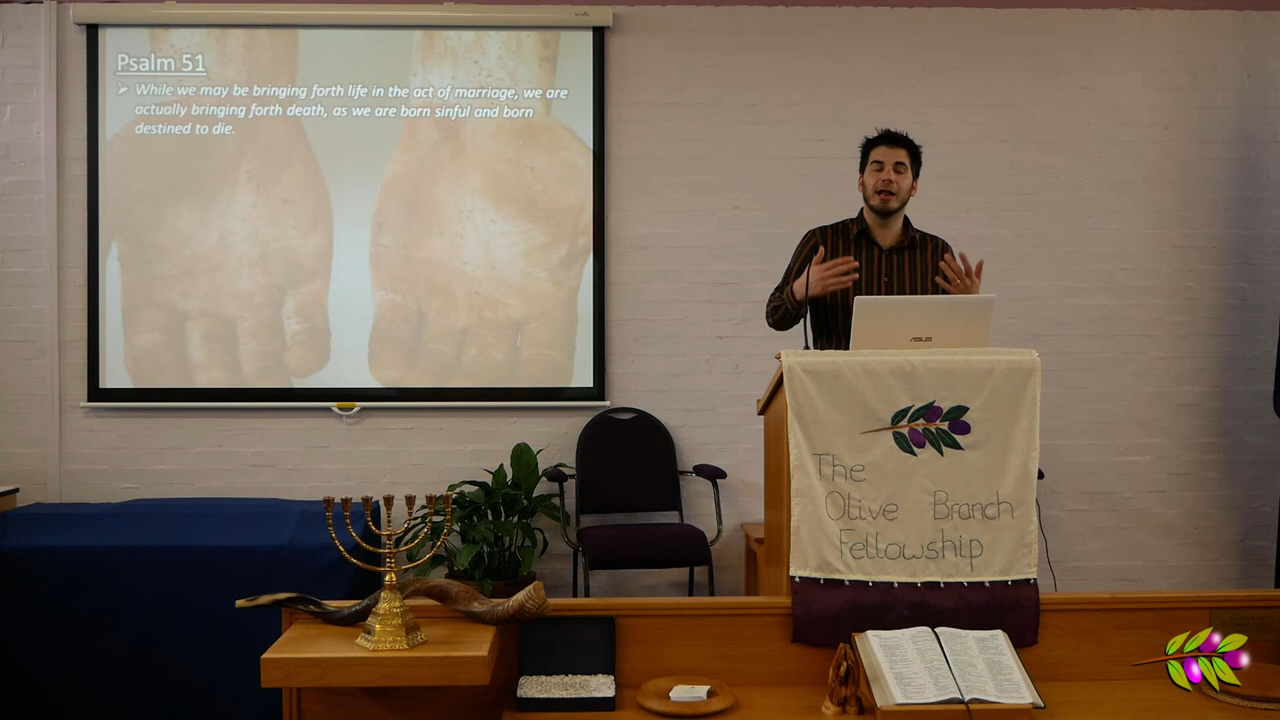 Psalm 51
➢ While we may be bringing forth life in the act of marriage, we are
actually bringing forth death, as we are born sinful and born
destined to die.
ASUS
The
Olive Branch
Fellowship